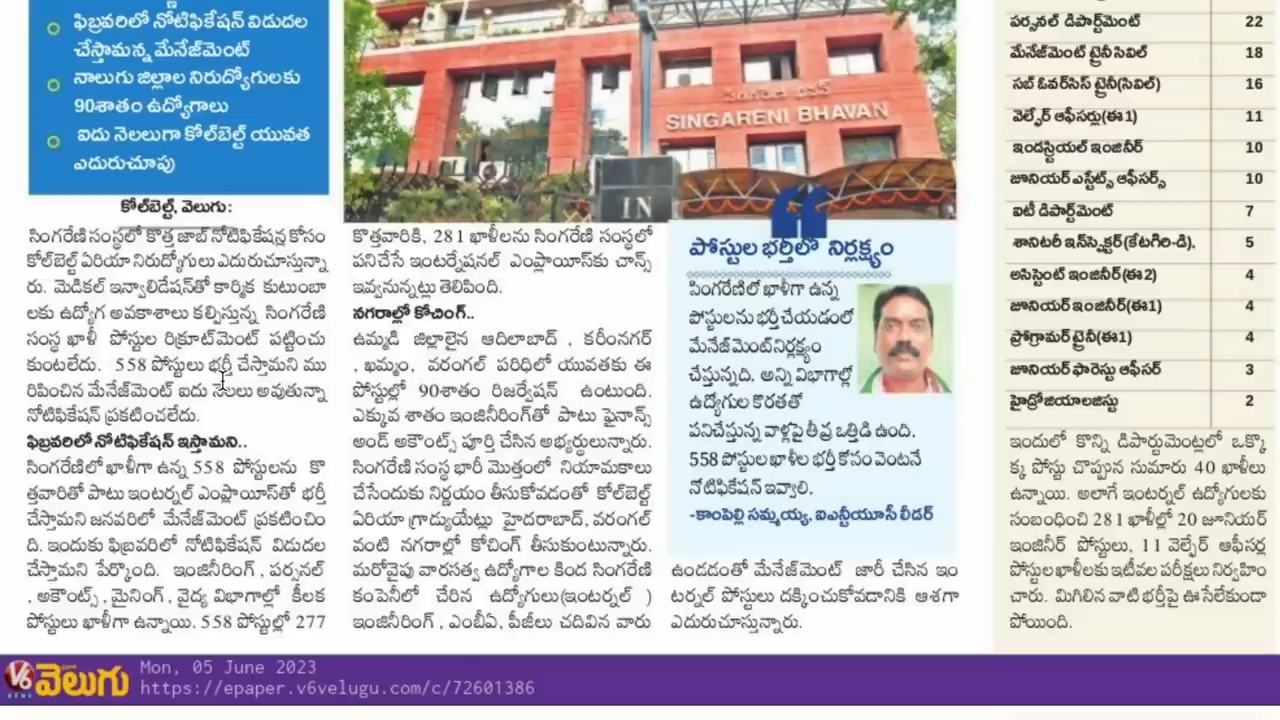 ఫిబ్రవరిలో నోటిఫికేషన్ విడుదల
చేస్తామన్న మేనేజ్‌మెంట్
నాలుగు జిల్లాల నిరుద్యోగులకు
90శాతం ఉద్యోగాలు
ఐదు నెలలుగా కోల్‌బెల్ట్ యువత
ఎదురుచూపు
కోల్‌బెల్ట్, వెలుగు:
సింగరేణి సంస్థలో కొత్త జాబ్ నోటిఫికేషన్ల కోసం
కోల్‌బెల్ట్ ఏరియా నిరుద్యోగులు ఎదురుచూస్తున్నా
రు. మెడికల్ ఇన్వాలిడేషన్‌తో కార్మిక కుటుంబా
లకు ఉద్యోగ అవకాశాలు కల్పిస్తున్న సింగరేణి
సంస్థ ఖాళీ పోస్టుల రిక్రూట్‌మెంట్ పట్టించు
కుంటలేదు. 558 పోస్టులు భర్తీ చేస్తామని ము
రిపించిన మేనేజ్‌మెంట్ ఐదు నెలలు అవుతున్నా
నోటిఫికేషన్ ప్రకటించలేదు.
ఫిబ్రవరిలో నోటిఫికేషన్ ఇస్తామని..
సింగరేణిలో ఖాళీగా ఉన్న 558 పోస్టులను కొ
త్తవారితో పాటు ఇంటర్నల్ ఎంప్లాయీస్‌తో భర్తీ
చేస్తామని జనవరిలో మేనేజ్‌మెంట్ ప్రకటించిం
ది. ఇందుకు ఫిబ్రవరిలో నోటిఫికేషన్ విడుదల
చేస్తామని పేర్కొంది. ఇంజినీరింగ్, పర్సనల్
, అకౌంట్స్, మైనింగ్, వైద్య విభాగాల్లో కీలక
పోస్టులు ఖాళీగా ఉన్నాయి. 558 పోస్టుల్లో 277
సింగరేణి భవన్
SINGARENI BHAVAN
IN
కొత్తవారికి, 281 ఖాళీలను సింగరేణి సంస్థలో
పనిచేసే ఇంటర్నేషనల్ ఎంప్లాయీస్‌కు చాన్స్
ఇవ్వనున్నట్లు తెలిపింది.
నగరాల్లో కోచింగ్..
ఉమ్మడి జిల్లాలైన ఆదిలాబాద్, కరీంనగర్
, ఖమ్మం, వరంగల్ పరిధిలో యువతకు ఈ
పోస్టుల్లో 90శాతం రిజర్వేషన్ ఉంటుంది.
ఎక్కువ శాతం ఇంజినీరింగ్‌తో పాటు ఫైనాన్స్
అండ్ అకౌంట్స్ పూర్తి చేసిన అభ్యర్థులున్నారు.
సింగరేణి సంస్థ భారీ మొత్తంలో నియామకాలు
చేసేందుకు నిర్ణయం తీసుకోవడంతో కోల్‌బెల్ట్
ఏరియా గ్రాడ్యుయేట్లు హైదరాబాద్, వరంగల్
వంటి నగరాల్లో కోచింగ్ తీసుకుంటున్నారు.
మరోవైపు వారసత్వ ఉద్యోగాల కింద సింగరేణి
కంపెనీలో చేరిన ఉద్యోగులు(ఇంటర్నల్ )
ఇంజినీరింగ్, ఎంబీఏ, పీజీలు చదివిన వారు
పోస్టుల భర్తీలో నిర్లక్ష్యం
సింగరేణిలో ఖాళీగా ఉన్న
పోస్టులను భర్తీ చేయడంలో
మేనేజ్‌మెంట్ నిర్లక్ష్యం
చేస్తున్నది. అన్ని విభాగాల్లో
ఉద్యోగుల కొరతతో
పనిచేస్తున్న వాళ్లపై తీవ్ర ఒత్తిడి ఉంది.
558 పోస్టుల ఖాళీల భర్తీ కోసం వెంటనే
నోటిఫికేషన్ ఇవ్వాలి.
-కాంపెల్లి సమ్మయ్య, ఐఎన్టీయూసీ లీడర్
ఉండడంతో మేనేజ్‌మెంట్ జారీ చేసిన ఇం
టర్నల్ పోస్టులు దక్కించుకోవడానికి ఆశగా
ఎదురుచూస్తున్నారు.
పర్సనల్ డిపార్ట్‌మెంట్ 22
మేనేజ్‌మెంట్ ట్రైనీ సివిల్ 18
సబ్ ఓవర్‌సిస్ ట్రైనీ(సివిల్) 16
వెల్ఫేర్ ఆఫీసర్లు(ఈ1) 11
ఇండస్ట్రియల్ ఇంజినీర్ 10
జూనియర్ ఎస్టేట్స్ ఆఫీసర్స్ 10
ఐటీ డిపార్ట్‌మెంట్ 7
శానిటరీ ఇన్‌స్పెక్టర్(కేటగిరి-డి). 5
అసిస్టెంట్ ఇంజినీర్(ఈ2) 4
జూనియర్ ఇంజినీర్(ఈ1) 4
ప్రోగ్రామర్ ట్రైనీ(ఈ1) 4
జూనియర్ ఫారెస్టు ఆఫీసర్ 3
హైడ్రోజియాలజిస్టు 2
ఇందులో కొన్ని డిపార్టుమెంట్లలో ఒక్కొ
క్క పోస్టు చొప్పున సుమారు 40 ఖాళీలు
ఉన్నాయి. అలాగే ఇంటర్నల్ ఉద్యోగులకు
సంబంధించి 281 ఖాళీల్లో 20 జూనియర్
ఇంజినీర్ పోస్టులు, 11 వెల్ఫేర్ ఆఫీసర్ల
పోస్టుల ఖాళీలకు ఇటీవల పరీక్షలు నిర్వహిం
చారు. మిగిలిన వాటి భర్తీపై ఊసేలేకుండా
పోయింది.
V6 వెలుగు
NEWS
Mon, 05 June 2023
https://epaper.v6velugu.com/c/72601386